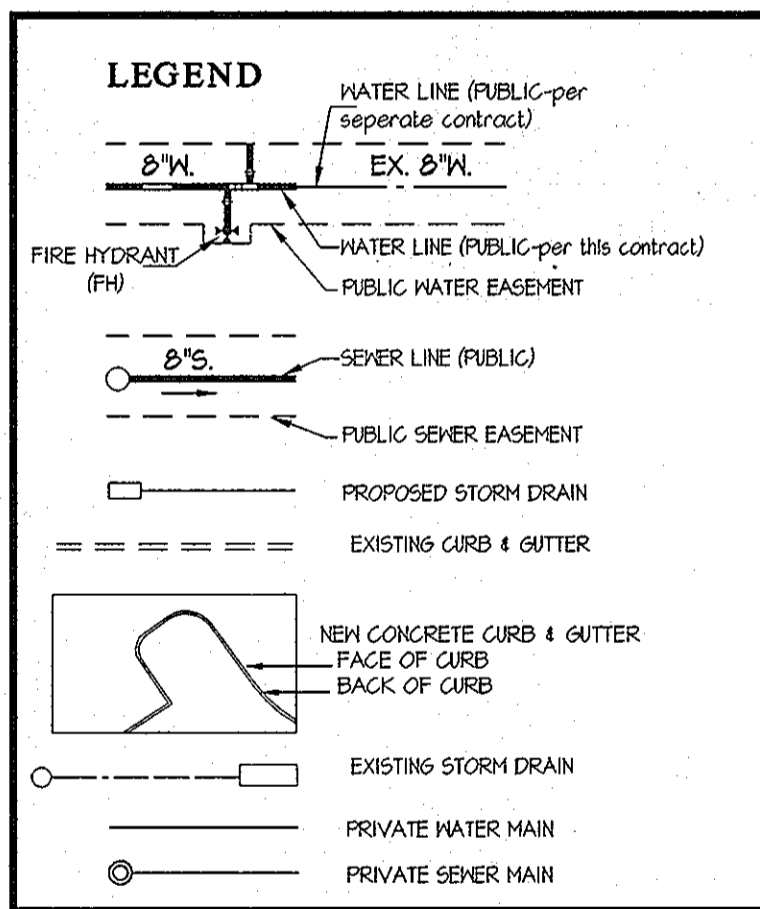 LEGEND
WATER LINE (PUBLIC-per
seperate contract)
8"W.
EX. 8"W.
FIRE HYDRANT
(FH)
WATER LINE (PUBLIC-per this contract)
PUBLIC WATER EASEMENT
8"S.
SEWER LINE (PUBLIC)
PUBLIC SEWER EASEMENT
PROPOSED STORM DRAIN
EXISTING CURB & GUTTER
NEW CONCRETE CURB & GUTTER
FACE OF CURB
BACK OF CURB
EXISTING STORM DRAIN
PRIVATE WATER MAIN
PRIVATE SEWER MAIN